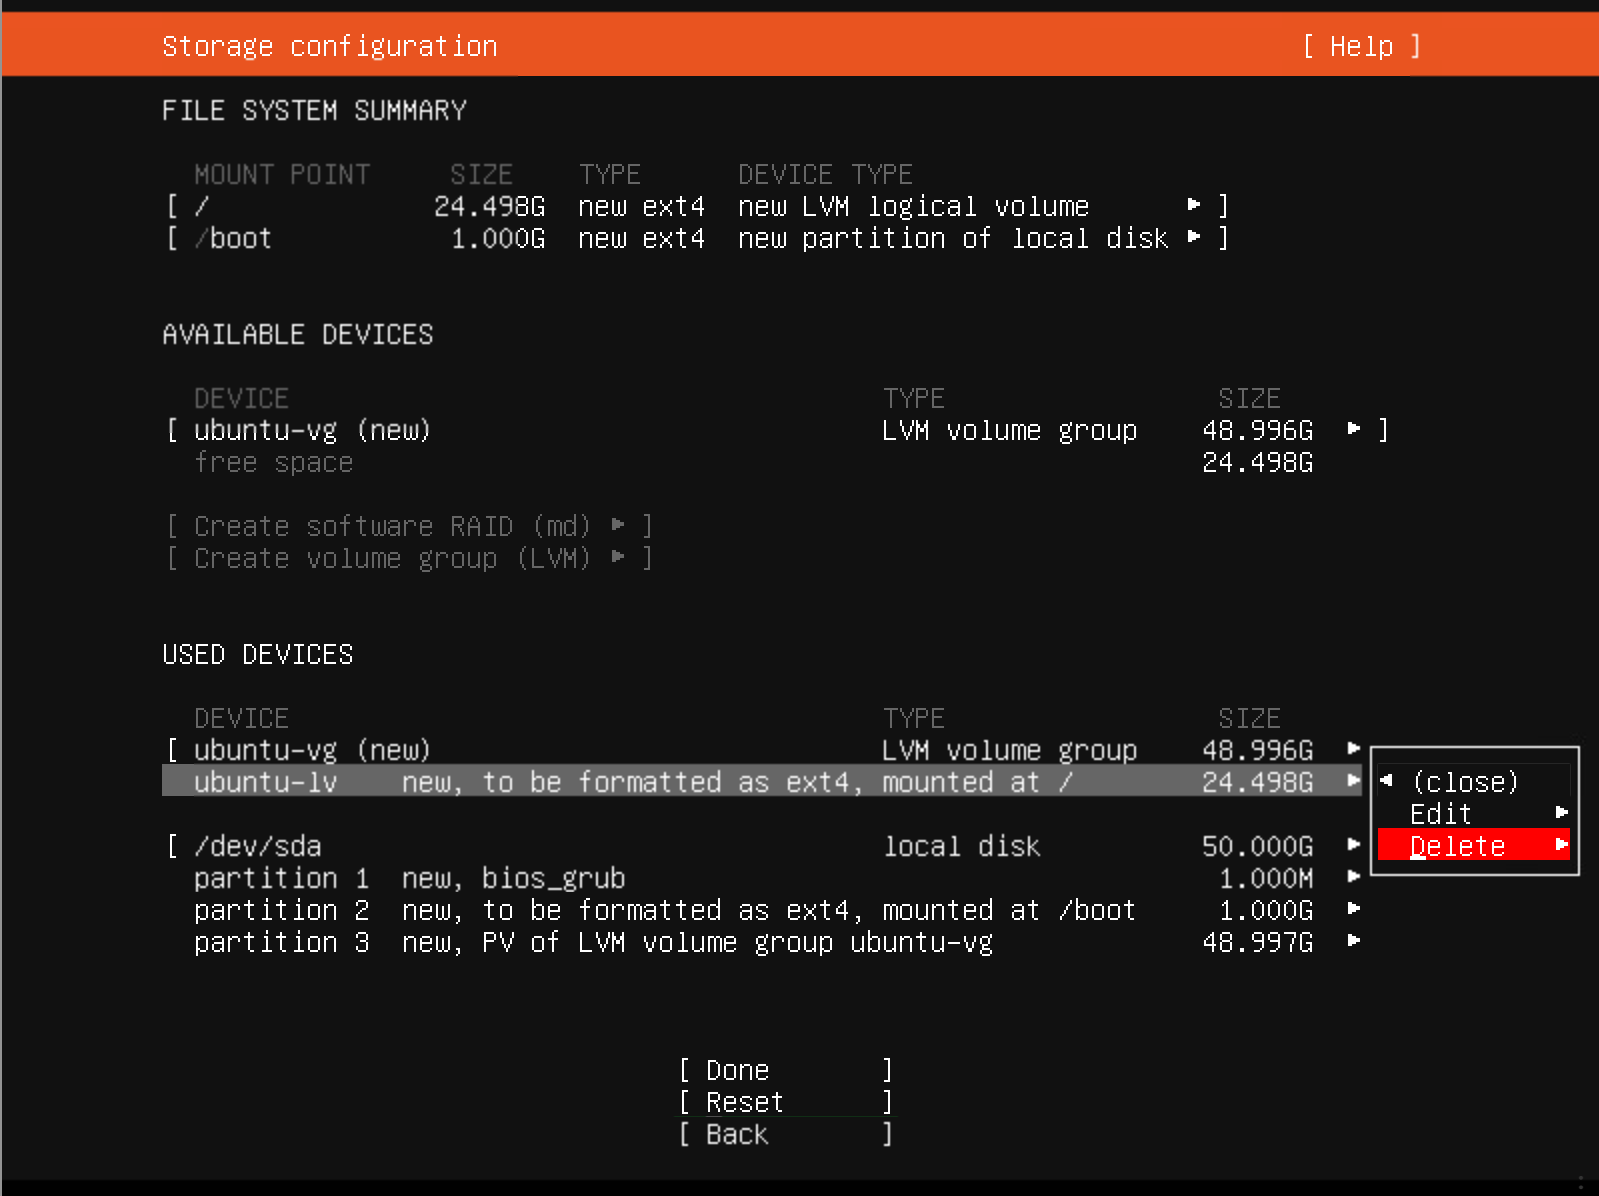 Storage configuration [ Help ]
FILE SYSTEM SUMMARY
MOUNT POINT SIZE TYPE DEVICE TYPE
[ / 24.498G new ext4 new LVM logical volume ▸ ]
[ /boot 1.000G new ext4 new partition of local disk ▸ ]
AVAILABLE DEVICES
DEVICE TYPE SIZE
[ ubuntu-vg (new) LVM volume group 48.996G ▸ ]
free space 24.498G
[ Create software RAID (md) ▸ ]
[ Create volume group (LVM) ▸ ]
USED DEVICES
DEVICE TYPE SIZE
[ ubuntu-vg (new) LVM volume group 48.996G ▸
ubuntu-lv new, to be formatted as ext4, mounted at / 24.498G ▸ ◂ (close)
Edit ▸
[ /dev/sda local disk 50.000G ▸ Delete ▸
partition 1 new, bios_grub 1.000M ▸
partition 2 new, to be formatted as ext4, mounted at /boot 1.000G ▸
partition 3 new, PV of LVM volume group ubuntu-vg 48.997G ▸
[ Done ]
[ Reset ]
[ Back ]